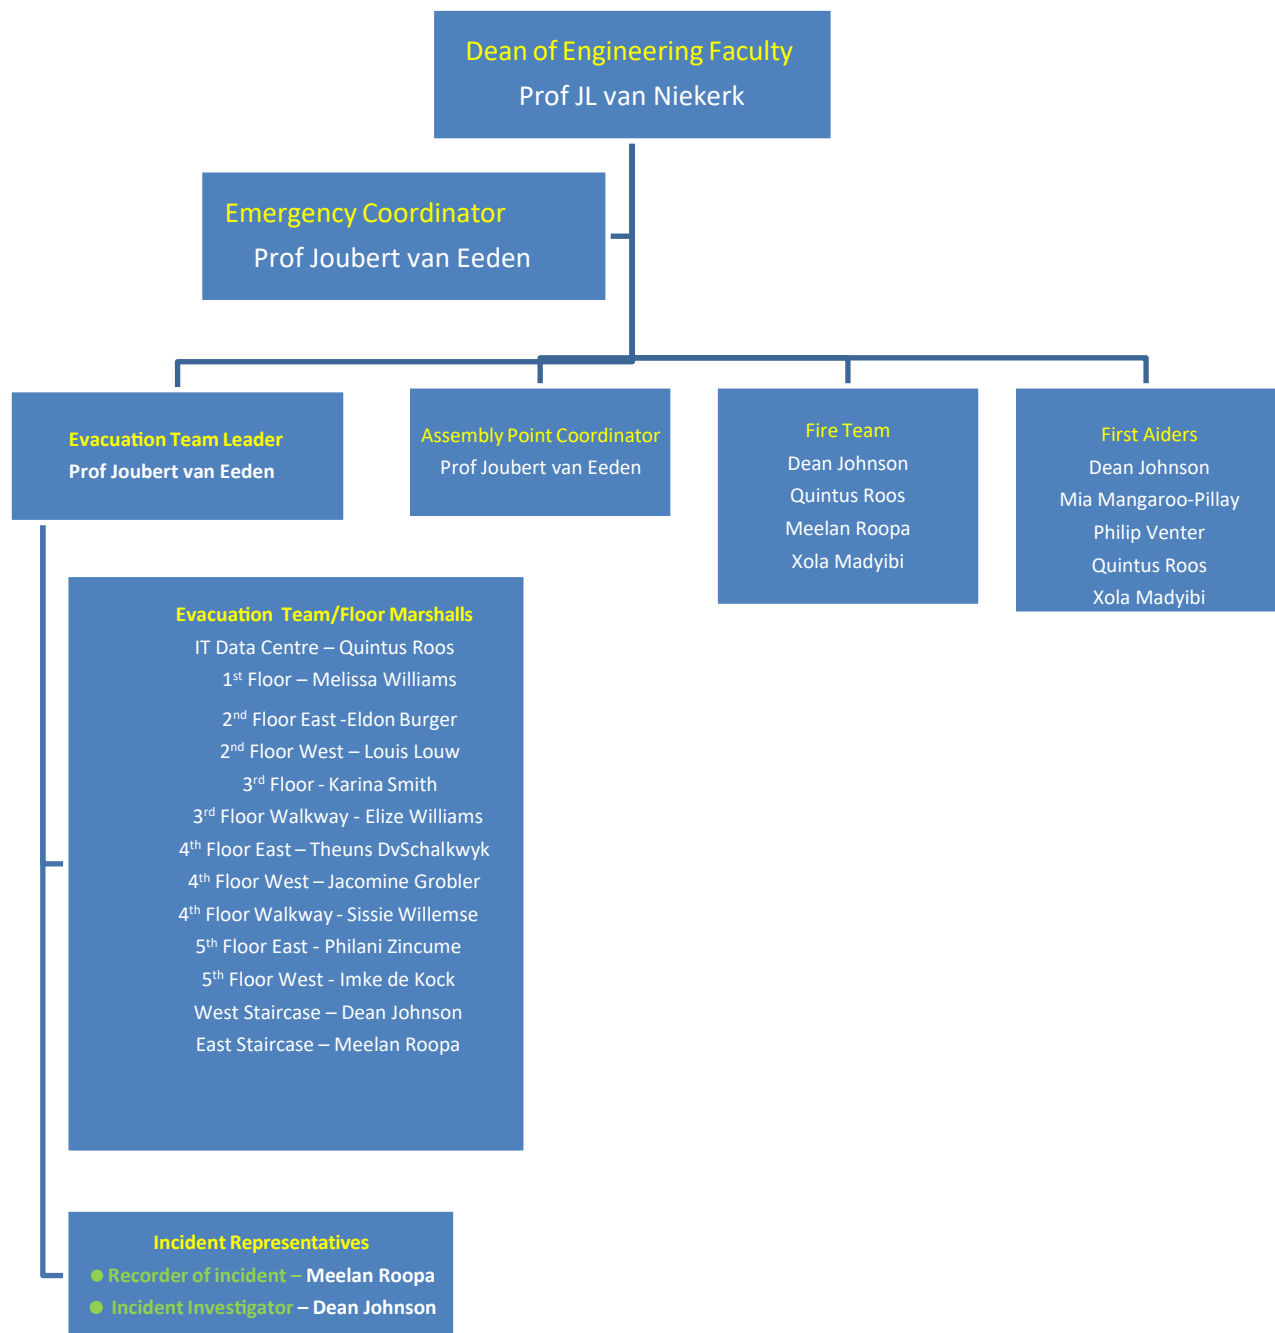 Dean of Engineering Faculty
Prof JL van Niekerk
Emergency Coordinator
Prof Joubert van Eeden
Evacuation Team Leader
Prof Joubert van Eeden
Assembly Point Coordinator
Prof Joubert van Eeden
Fire Team
Dean Johnson
Quintus Roos
Meelan Roopa
Xola Madyibi
First Aiders
Dean Johnson
Mia Mangaroo-Pillay
Philip Venter
Quintus Roos
Xola Madyibi
Evacuation Team/Floor Marshalls
IT Data Centre – Quintus Roos
1st Floor – Melissa Williams
2nd Floor East -Eldon Burger
2nd Floor West – Louis Louw
3rd Floor - Karina Smith
3rd Floor Walkway - Elize Williams
4th Floor East – Theuns DvSchalkwyk
4th Floor West – Jacomine Grobler
4th Floor Walkway - Sissie Willemse
5th Floor East - Philani Zincume
5th Floor West - Imke de Kock
West Staircase – Dean Johnson
East Staircase – Meelan Roopa
Incident Representatives
● Recorder of incident – Meelan Roopa
● Incident Investigator – Dean Johnson